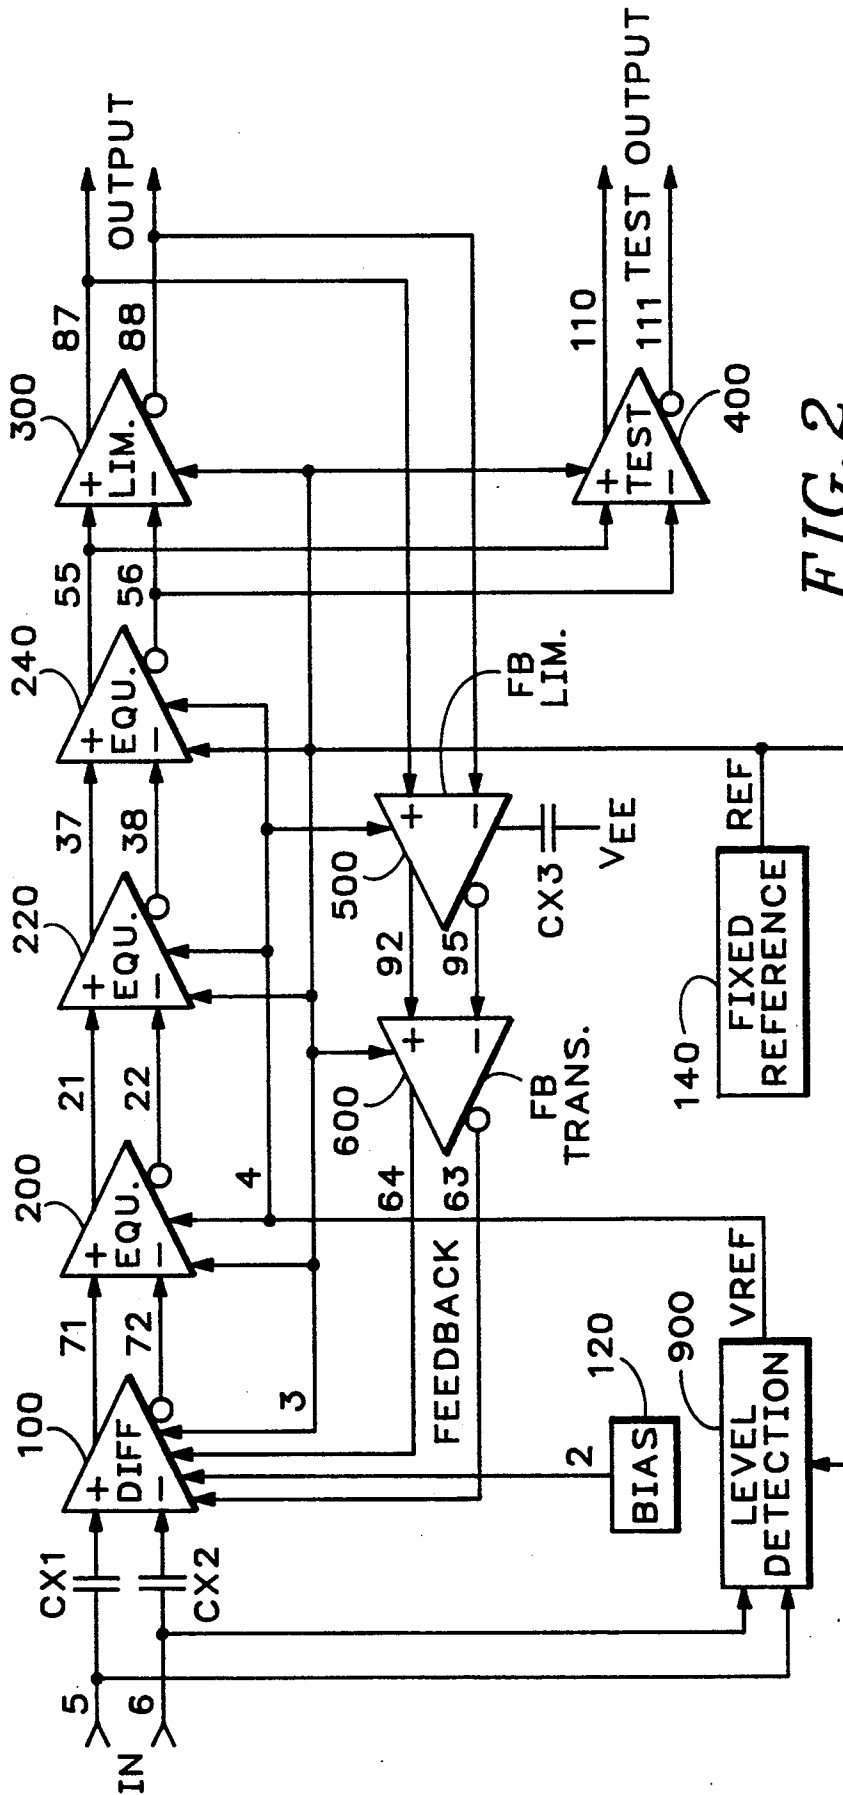 IN
5
6
CX1
CX2
100
+
DIFF
−
71
72
200
+
EQU.
−
21
22
220
+
EQU.
−
37
38
240
+
EQU.
−
55
56
300
+
LIM.
−
87
88
OUTPUT
3
4
FEEDBACK
64
63
600
+
−
FB
TRANS.
92
95
500
+
−
FB
LIM.
CX3
VEE
+
TEST
−
400
110
111
TEST OUTPUT
2
BIAS
120
900
LEVEL
DETECTION
VREF
140
FIXED
REFERENCE
REF
FIG. 2